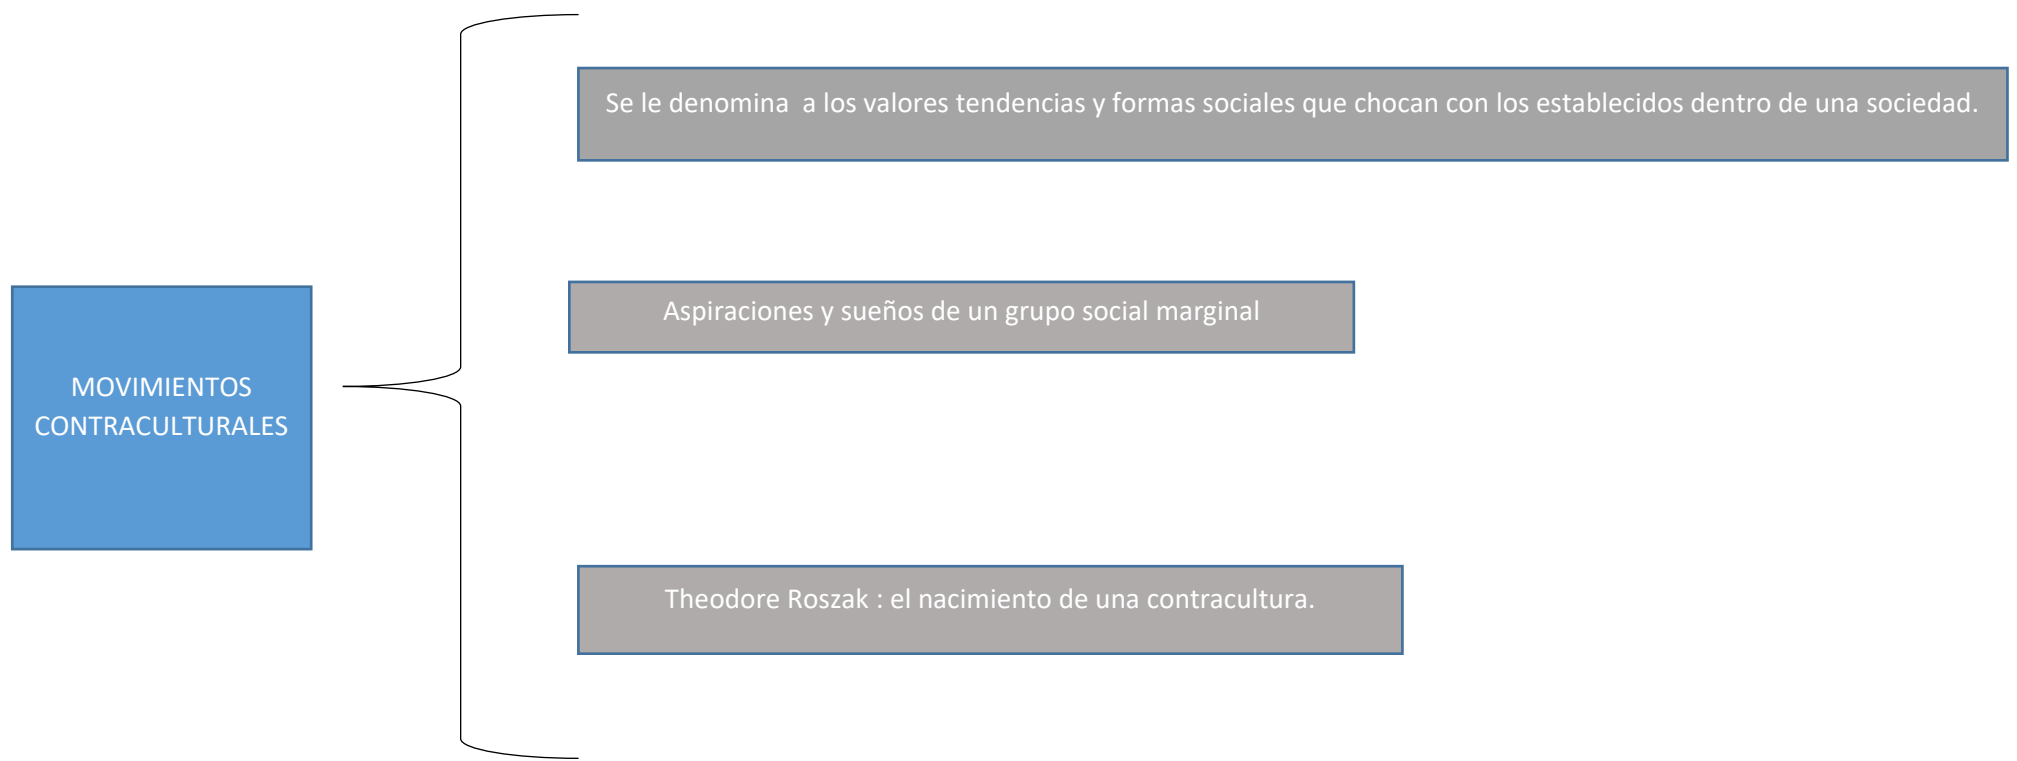 Se le denomina  a los valores tendencias y formas sociales que chocan con los establecidos dentro de una sociedad.
Aspiraciones y sueños de un grupo social marginal
MOVIMIENTOS
CONTRACULTURALES
Theodore Roszak : el nacimiento de una contracultura.